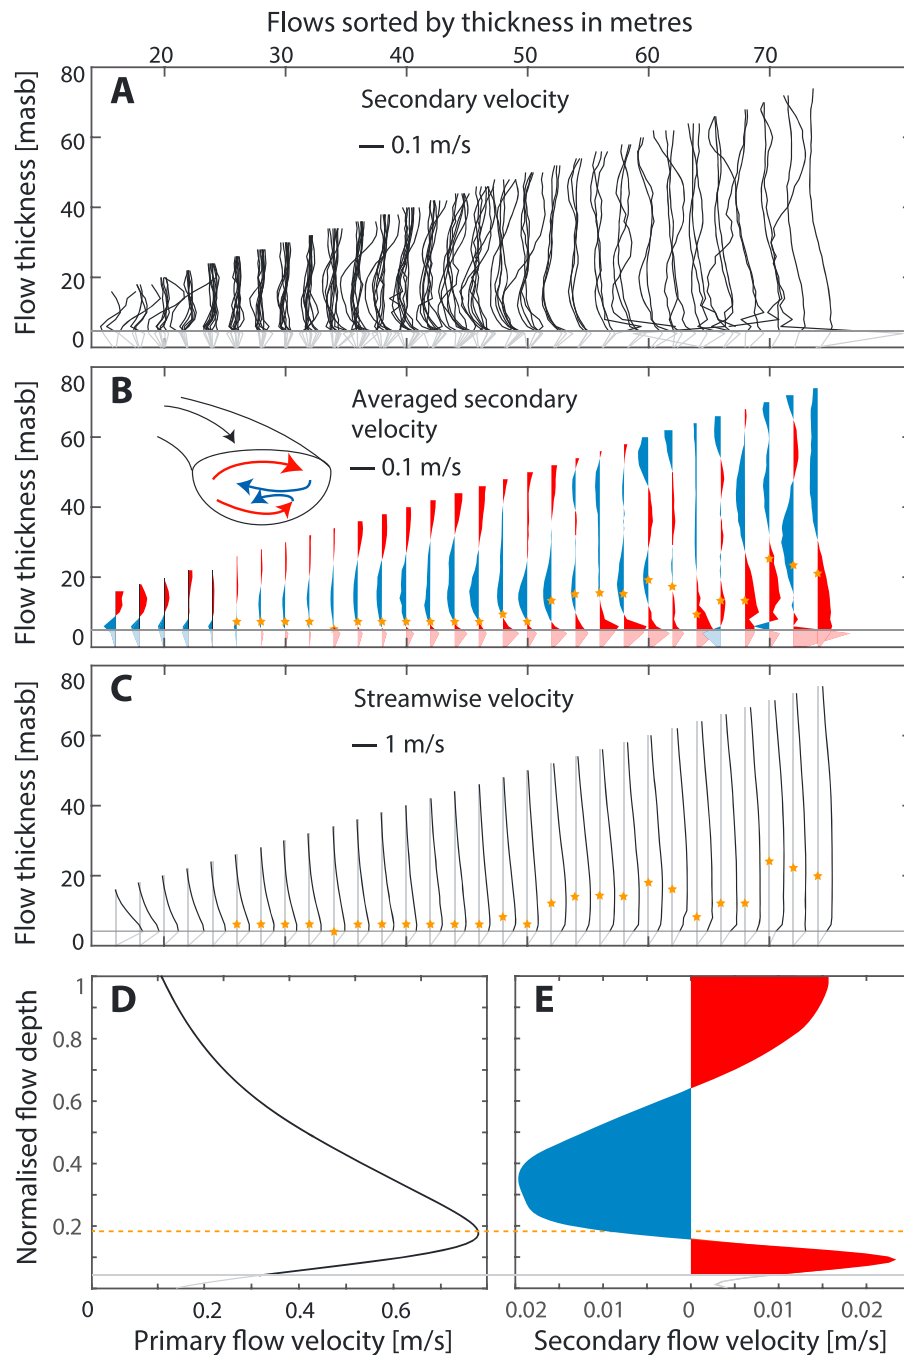 Flows sorted by thickness in metres
20 30 40 50 60 70
A
Secondary velocity
0.1 m/s
Flow thickness [masb]
80
60
40
20
0
B
Averaged secondary
velocity
0.1 m/s
Flow thickness [masb]
80
60
40
20
0
C
Streamwise velocity
1 m/s
Flow thickness [masb]
80
60
40
20
0
D
Normalised flow depth
1
0.8
0.6
0.4
0.2
0 0.2 0.4 0.6
Primary flow velocity [m/s]
E
0.02 0.01 0 0.01 0.02
Secondary flow velocity [m/s]